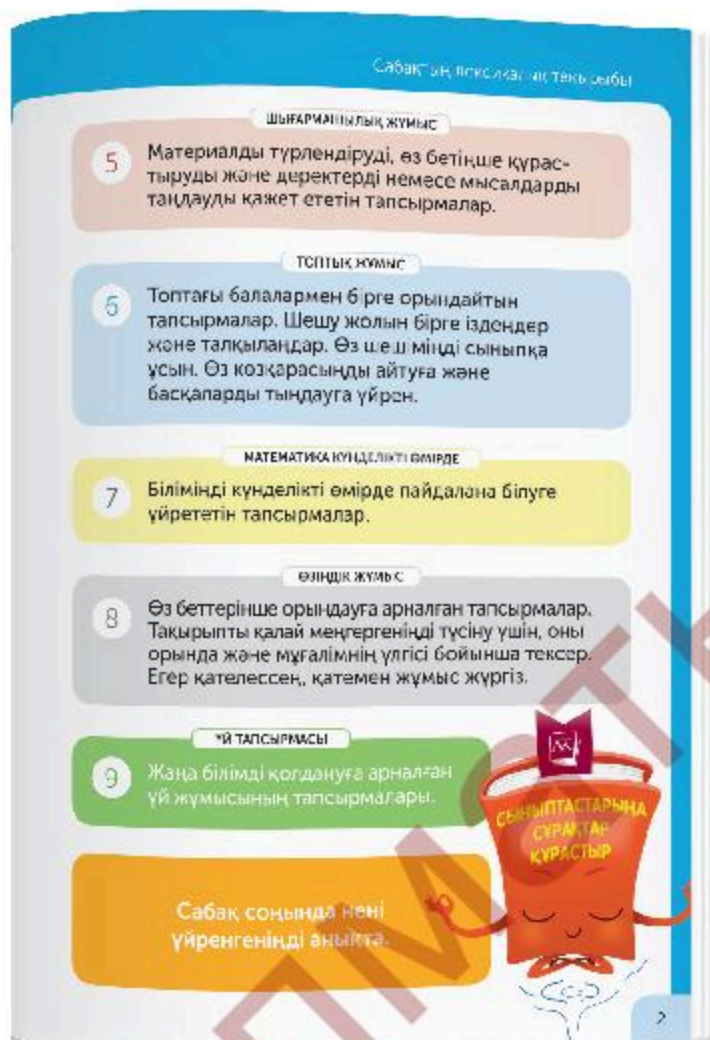 Сабақтың лексикалық тақырыбы
ШЫҒАРМАШЫЛЫҚ ЖҰМЫС
5
Материалды түрлендіруді, өз бетіңше құрас-
тыруды және деректерді немесе мысалдарды
таңдауды қажет ететін тапсырмалар.
ТОПТЫҚ ЖҰМЫС
6
Топтағы балалармен бірге орындайтын
тапсырмалар. Шешу жолын бірге іздеңдер
және талқылаңдар. Өз шешіміңді сыныпқа
ұсын. Өз көзқарасыңды айтуға және
басқаларды тыңдауға үйрен.
МАТЕМАТИКА КҮНДЕЛІКТІ ӨМІРДЕ
7
Біліміңді күнделікті өмірде пайдалана білуге
үйрететін тапсырмалар.
ӨЗІНДІК ЖҰМЫС
8
Өз беттерінше орындауға арналған тапсырмалар.
Тақырыпты қалай меңгергеніңді түсіну үшін, оны
орында және мұғалімнің үлгісі бойынша тексер.
Егер қателессең, қатемен жұмыс жүргіз.
ҮЙ ТАПСЫРМАСЫ
9
Жаңа білімді қолдануға арналған
үй жұмысының тапсырмалары.
СЫНЫПТАСТАРЫҢА
СҰРАҚТАР
ҚҰРАСТЫР
Сабақ соңында нені
үйренгеніңді анықта.